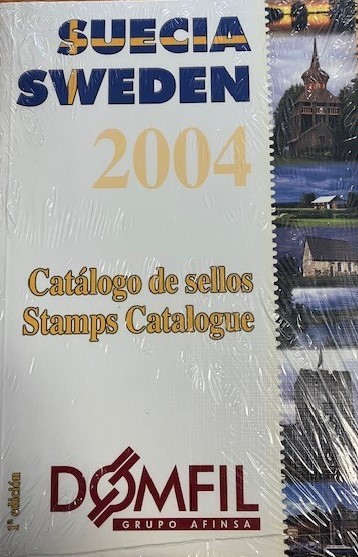 SUECIA
SWEDEN
2004
Catálogo de sellos
Stamps Catalogue
1ª edición
DOMFIL
GRUPO AFINSA